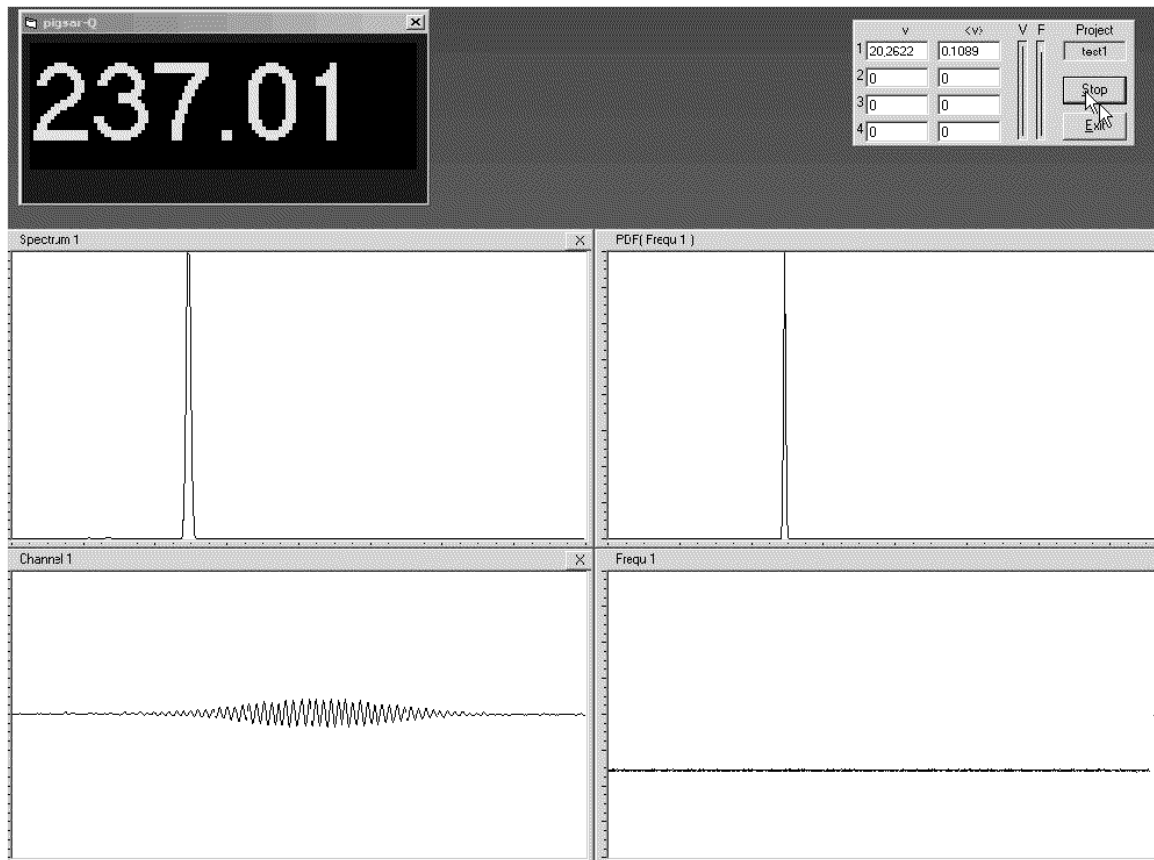 pigsar-Q
237.01
v <v> V F Project
1 20,2622 0.1089 test1
2 0 0
3 0 0 Stop
4 0 0 Exit
Spectrum 1
PDF( Frequ 1 )
Channel 1
Frequ 1